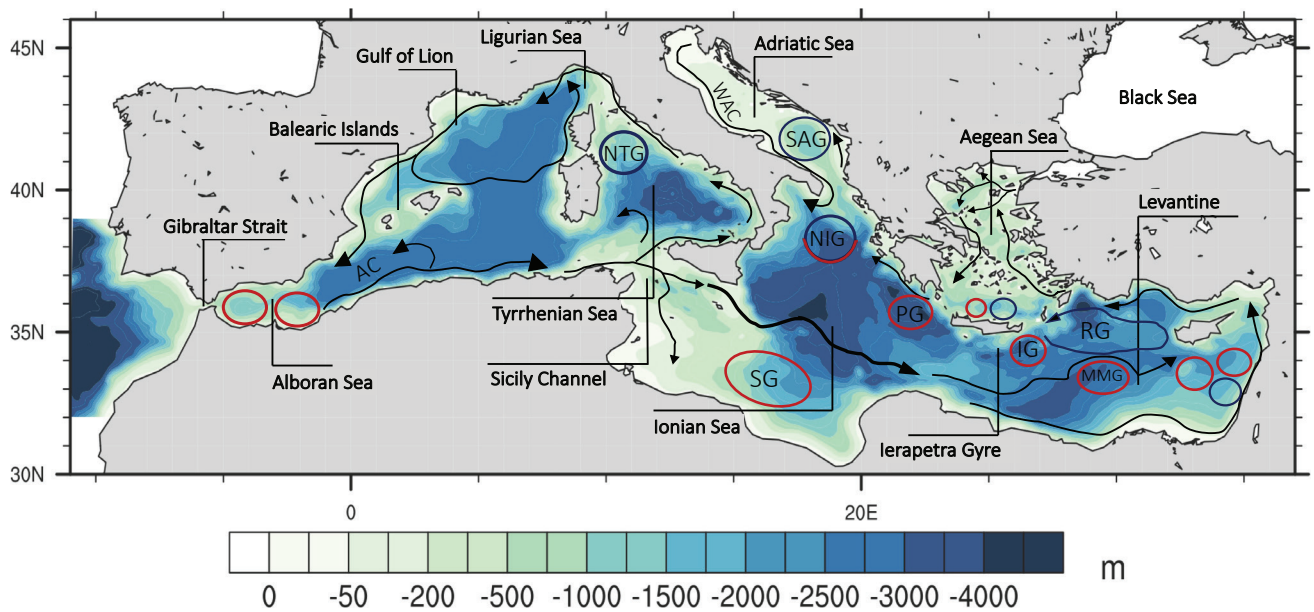 45N
40N
35N
30N
Ligurian Sea
Adriatic Sea
Gulf of Lion
Black Sea
Balearic Islands
Aegean Sea
Gibraltar Strait
Levantine
WAC
NTG
SAG
NIG
AC
PG
IG
RG
MMG
SG
Tyrrhenian Sea
Alboran Sea
Sicily Channel
Ionian Sea
Ierapetra Gyre
0
20E
0 -50 -200 -500 -1000 -1500 -2000 -2500 -3000 -4000
m